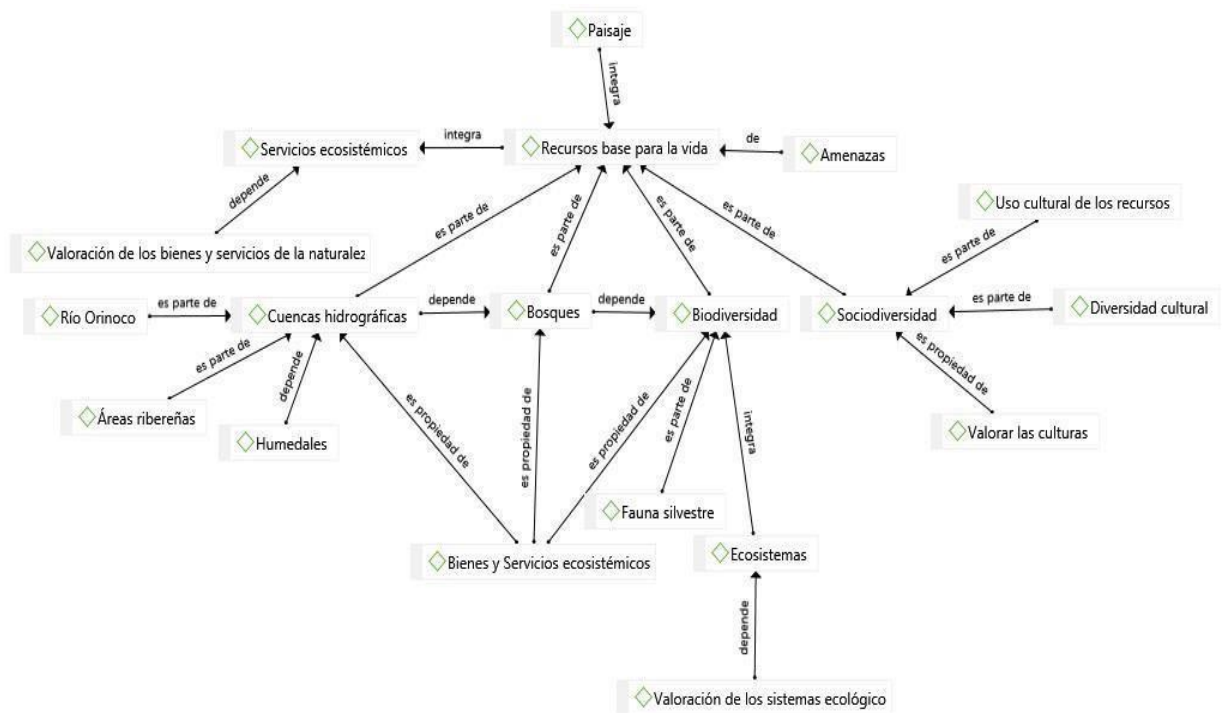 Paisaje
integra
Servicios ecosistémicos
integra
Recursos base para la vida
de
Amenazas
depende
Uso cultural de los recursos
Valoración de los bienes y servicios de la naturalez
es parte de
es parte de
es parte de
es parte de
es parte de
Río Orinoco
es parte de
Cuencas hidrográficas
depende
Bosques
depende
Biodiversidad
Sociodiversidad
es parte de
Diversidad cultural
es parte de
depende
es propiedad de
es propiedad de
es propiedad de
es parte de
integra
es propiedad de
Áreas ribereñas
Humedales
Valorar las culturas
Fauna silvestre
Bienes y Servicios ecosistémicos
Ecosistemas
depende
Valoración de los sistemas ecológico